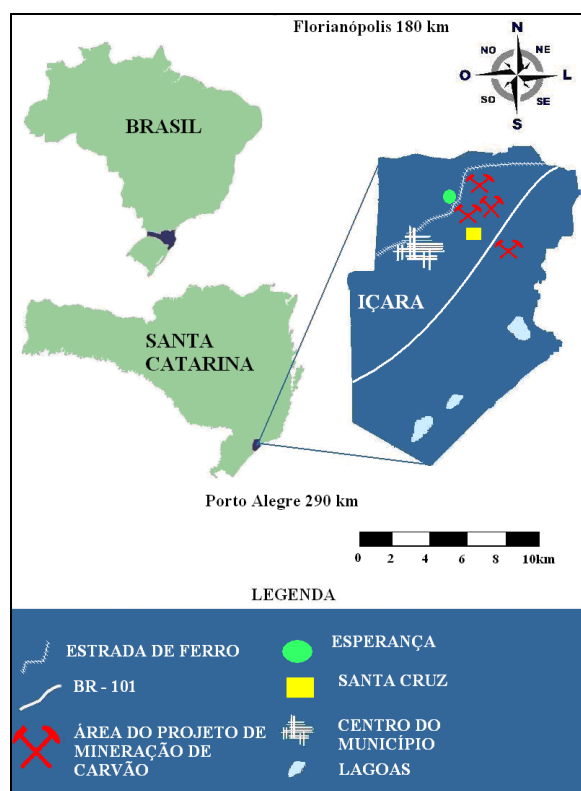 Florianópolis 180 km
N
NO
NE
O
L
SO
SE
S
BRASIL
IÇARA
SANTA
CATARINA
Porto Alegre 290 km
0 2 4 6 8 10km
LEGENDA
ESTRADA DE FERRO
BR - 101
ÁREA DO PROJETO DE
MINERAÇÃO DE
CARVÃO
ESPERANÇA
SANTA CRUZ
CENTRO DO
MUNICÍPIO
LAGOAS